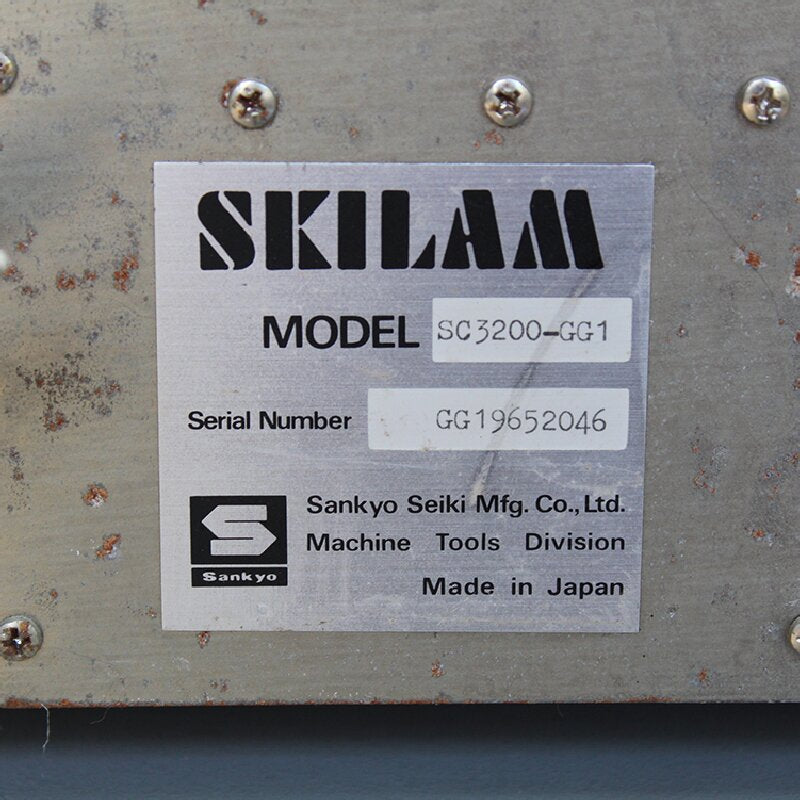 SKILAM
MODEL SC3200-GG1
Serial Number GG19652046
Sankyo Seiki Mfg. Co., Ltd.
Machine Tools Division
Made in Japan
S
Sankyo